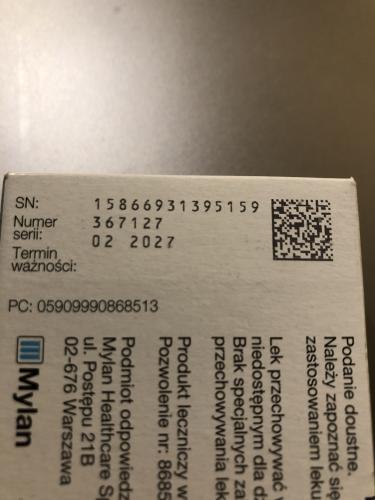 SN: 15866931395159
Numer serii: 367127
Termin ważności: 02 2027
PC: 05909990868513
Mylan
Podanie doustne.
Należy zapoznać się
zastosowaniem leku
Lek przechowywać w
niedostępnym dla
Brak specjalnych za
przechowywania lek
Produkt leczniczy w
Pozwolenie nr: 868
Podmiot odpowiedz
Mylan Healthcare Sp
ul. Postępu 21B
02-676 Warszawa